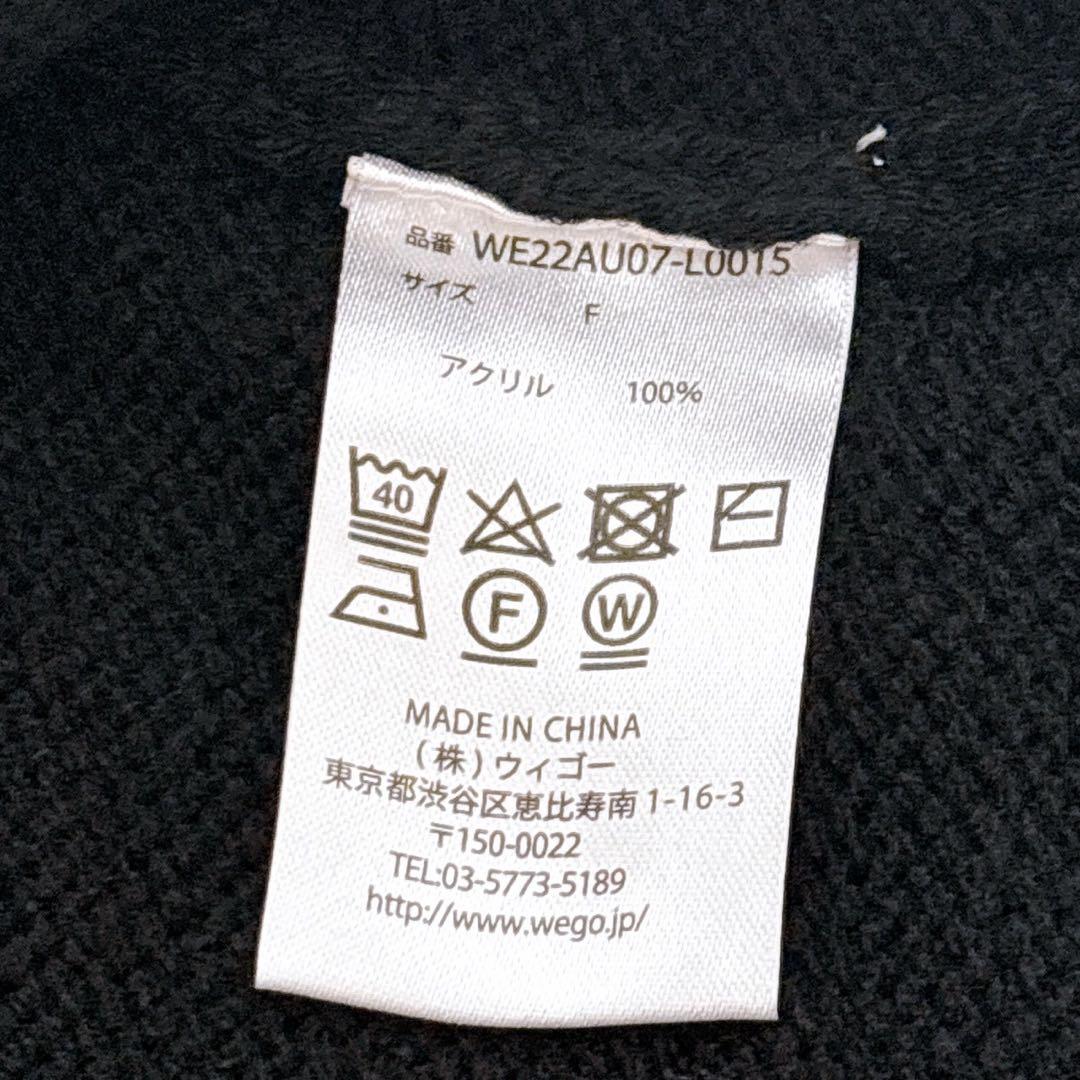 品番 WE22AU07-L0015
サイズ F
アクリル 100%
40
F W
MADE IN CHINA
(株)ウィゴー
東京都渋谷区恵比寿南1-16-3
〒150-0022
TEL:03-5773-5189
http://www.wego.jp/